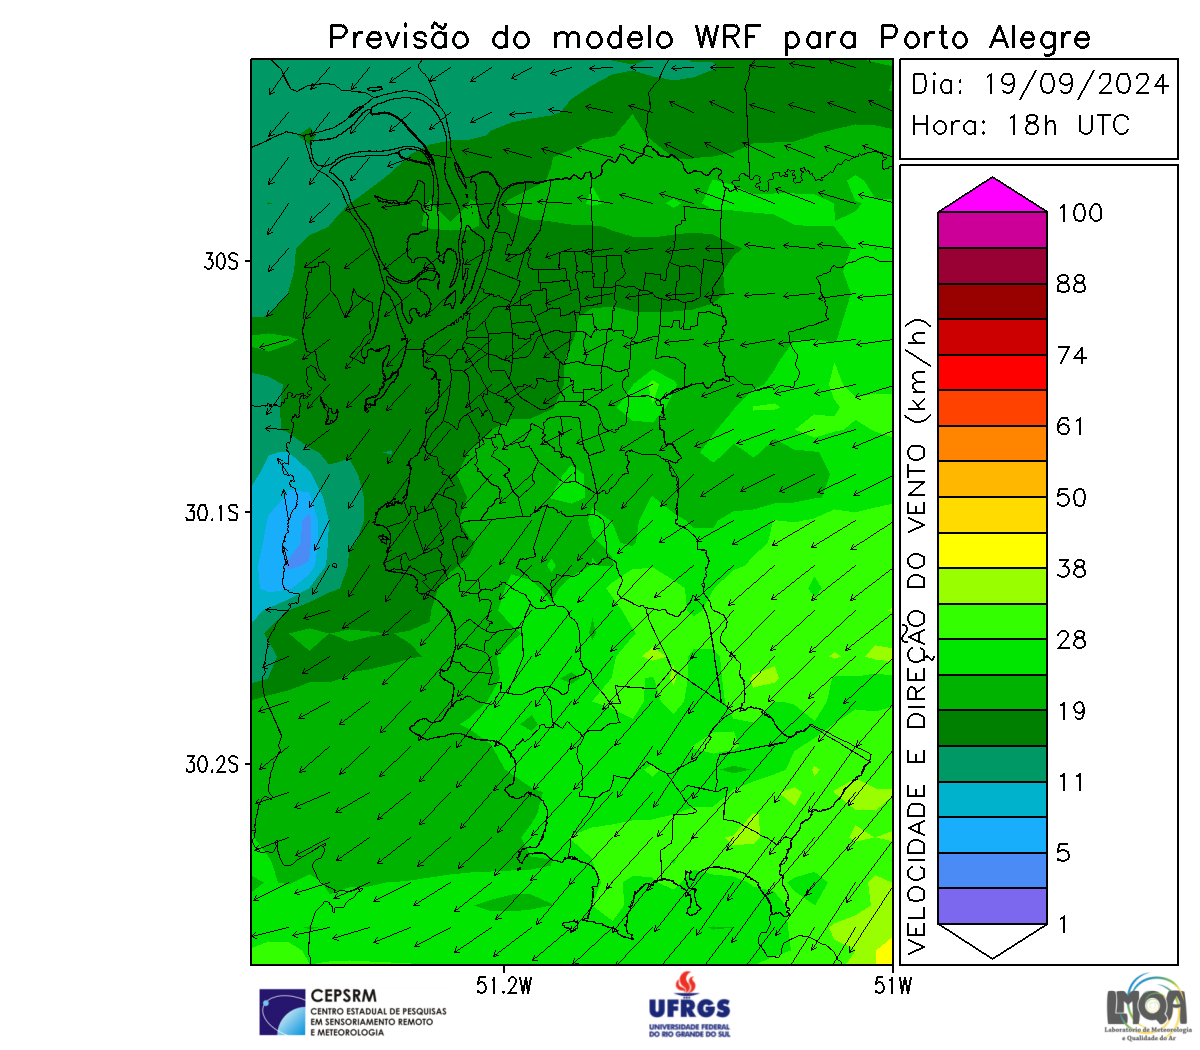 Previsão do modelo WRF para Porto Alegre
Dia: 19/09/2024
Hora: 18h UTC
100
88
74
61
50
38
28
19
11
5
1
VELOCIDADE E DIREÇÃO DO VENTO (km/h)
30S
30.1S
30.2S
51.2W
51W
CEPSRM
CENTRO ESTADUAL DE PESQUISAS
EM SENSORIAMENTO REMOTO
E METEOROLOGIA
UFRGS
UNIVERSIDADE FEDERAL
DO RIO GRANDE DO SUL
LMQA
Laboratório de Meteorologia
e Qualidade do Ar